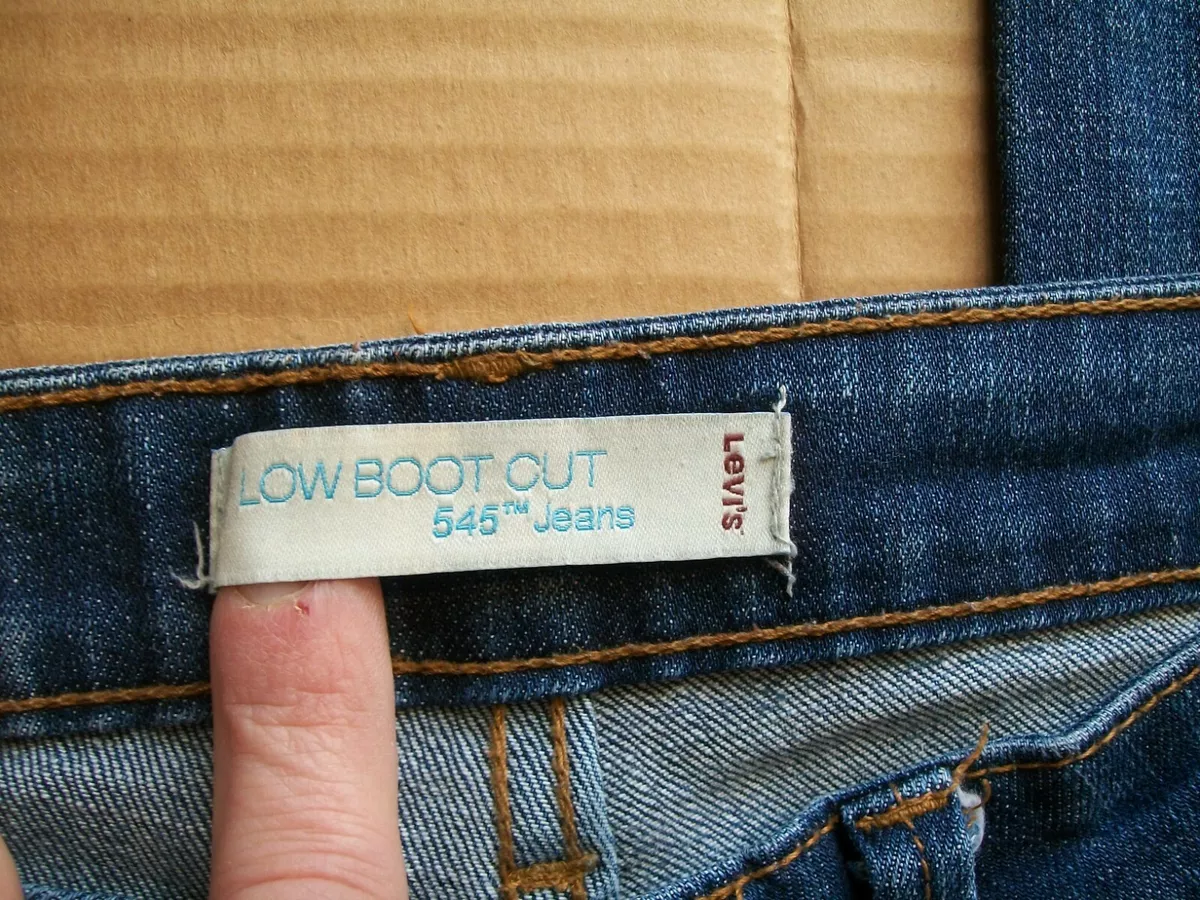 LOW BOOT CUT
545™ Jeans
Levi's